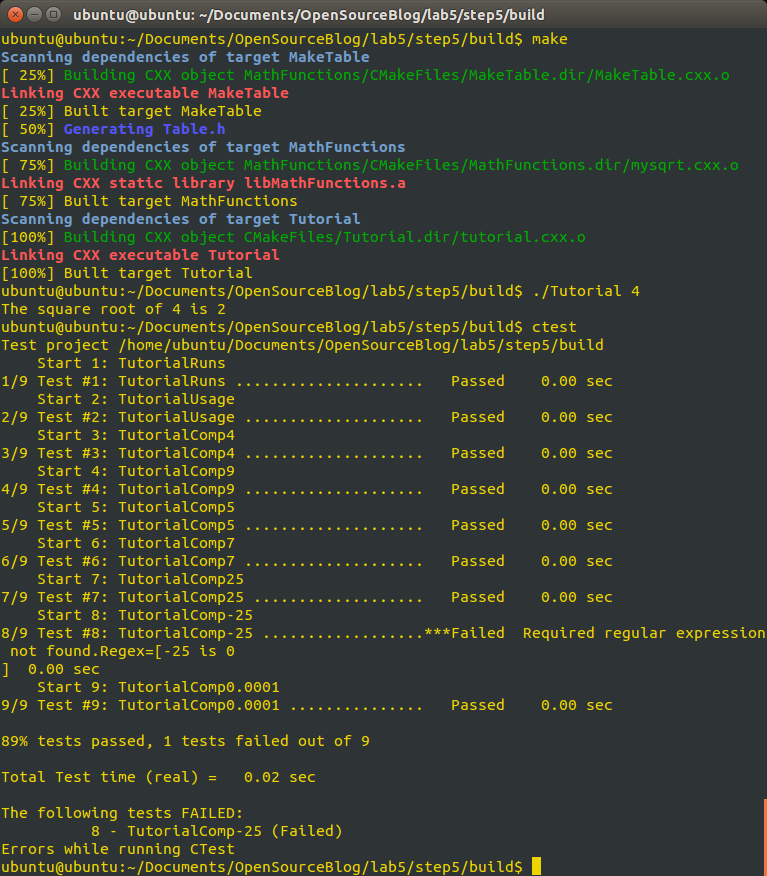 ubuntu@ubuntu: ~/Documents/OpenSourceBlog/lab5/step5/build
ubuntu@ubuntu:~/Documents/OpenSourceBlog/lab5/step5/build$ make
Scanning dependencies of target MakeTable
[ 25%] Building CXX object MathFunctions/CMakeFiles/MakeTable.dir/MakeTable.cxx.o
Linking CXX executable MakeTable
[ 25%] Built target MakeTable
[ 50%] Generating Table.h
Scanning dependencies of target MathFunctions
[ 75%] Building CXX object MathFunctions/CMakeFiles/MathFunctions.dir/mysqrt.cxx.o
Linking CXX static library libMathFunctions.a
[ 75%] Built target MathFunctions
Scanning dependencies of target Tutorial
[100%] Building CXX object CMakeFiles/Tutorial.dir/tutorial.cxx.o
Linking CXX executable Tutorial
[100%] Built target Tutorial
ubuntu@ubuntu:~/Documents/OpenSourceBlog/lab5/step5/build$ ./Tutorial 4
The square root of 4 is 2
ubuntu@ubuntu:~/Documents/OpenSourceBlog/lab5/step5/build$ ctest
Test project /home/ubuntu/Documents/OpenSourceBlog/lab5/step5/build
    Start 1: TutorialRuns
1/9 Test #1: TutorialRuns .....................   Passed    0.00 sec
    Start 2: TutorialUsage
2/9 Test #2: TutorialUsage ....................   Passed    0.00 sec
    Start 3: TutorialComp4
3/9 Test #3: TutorialComp4 ....................   Passed    0.00 sec
    Start 4: TutorialComp9
4/9 Test #4: TutorialComp9 ....................   Passed    0.00 sec
    Start 5: TutorialComp5
5/9 Test #5: TutorialComp5 ....................   Passed    0.00 sec
    Start 6: TutorialComp7
6/9 Test #6: TutorialComp7 ....................   Passed    0.00 sec
    Start 7: TutorialComp25
7/9 Test #7: TutorialComp25 ...................   Passed    0.00 sec
    Start 8: TutorialComp-25
8/9 Test #8: TutorialComp-25 ..................***Failed  Required regular expression
 not found.Regex=[-25 is 0
]  0.00 sec
    Start 9: TutorialComp0.0001
9/9 Test #9: TutorialComp0.0001 ...............   Passed    0.00 sec

89% tests passed, 1 tests failed out of 9

Total Test time (real) =   0.02 sec

The following tests FAILED:
          8 - TutorialComp-25 (Failed)
Errors while running CTest
ubuntu@ubuntu:~/Documents/OpenSourceBlog/lab5/step5/build$